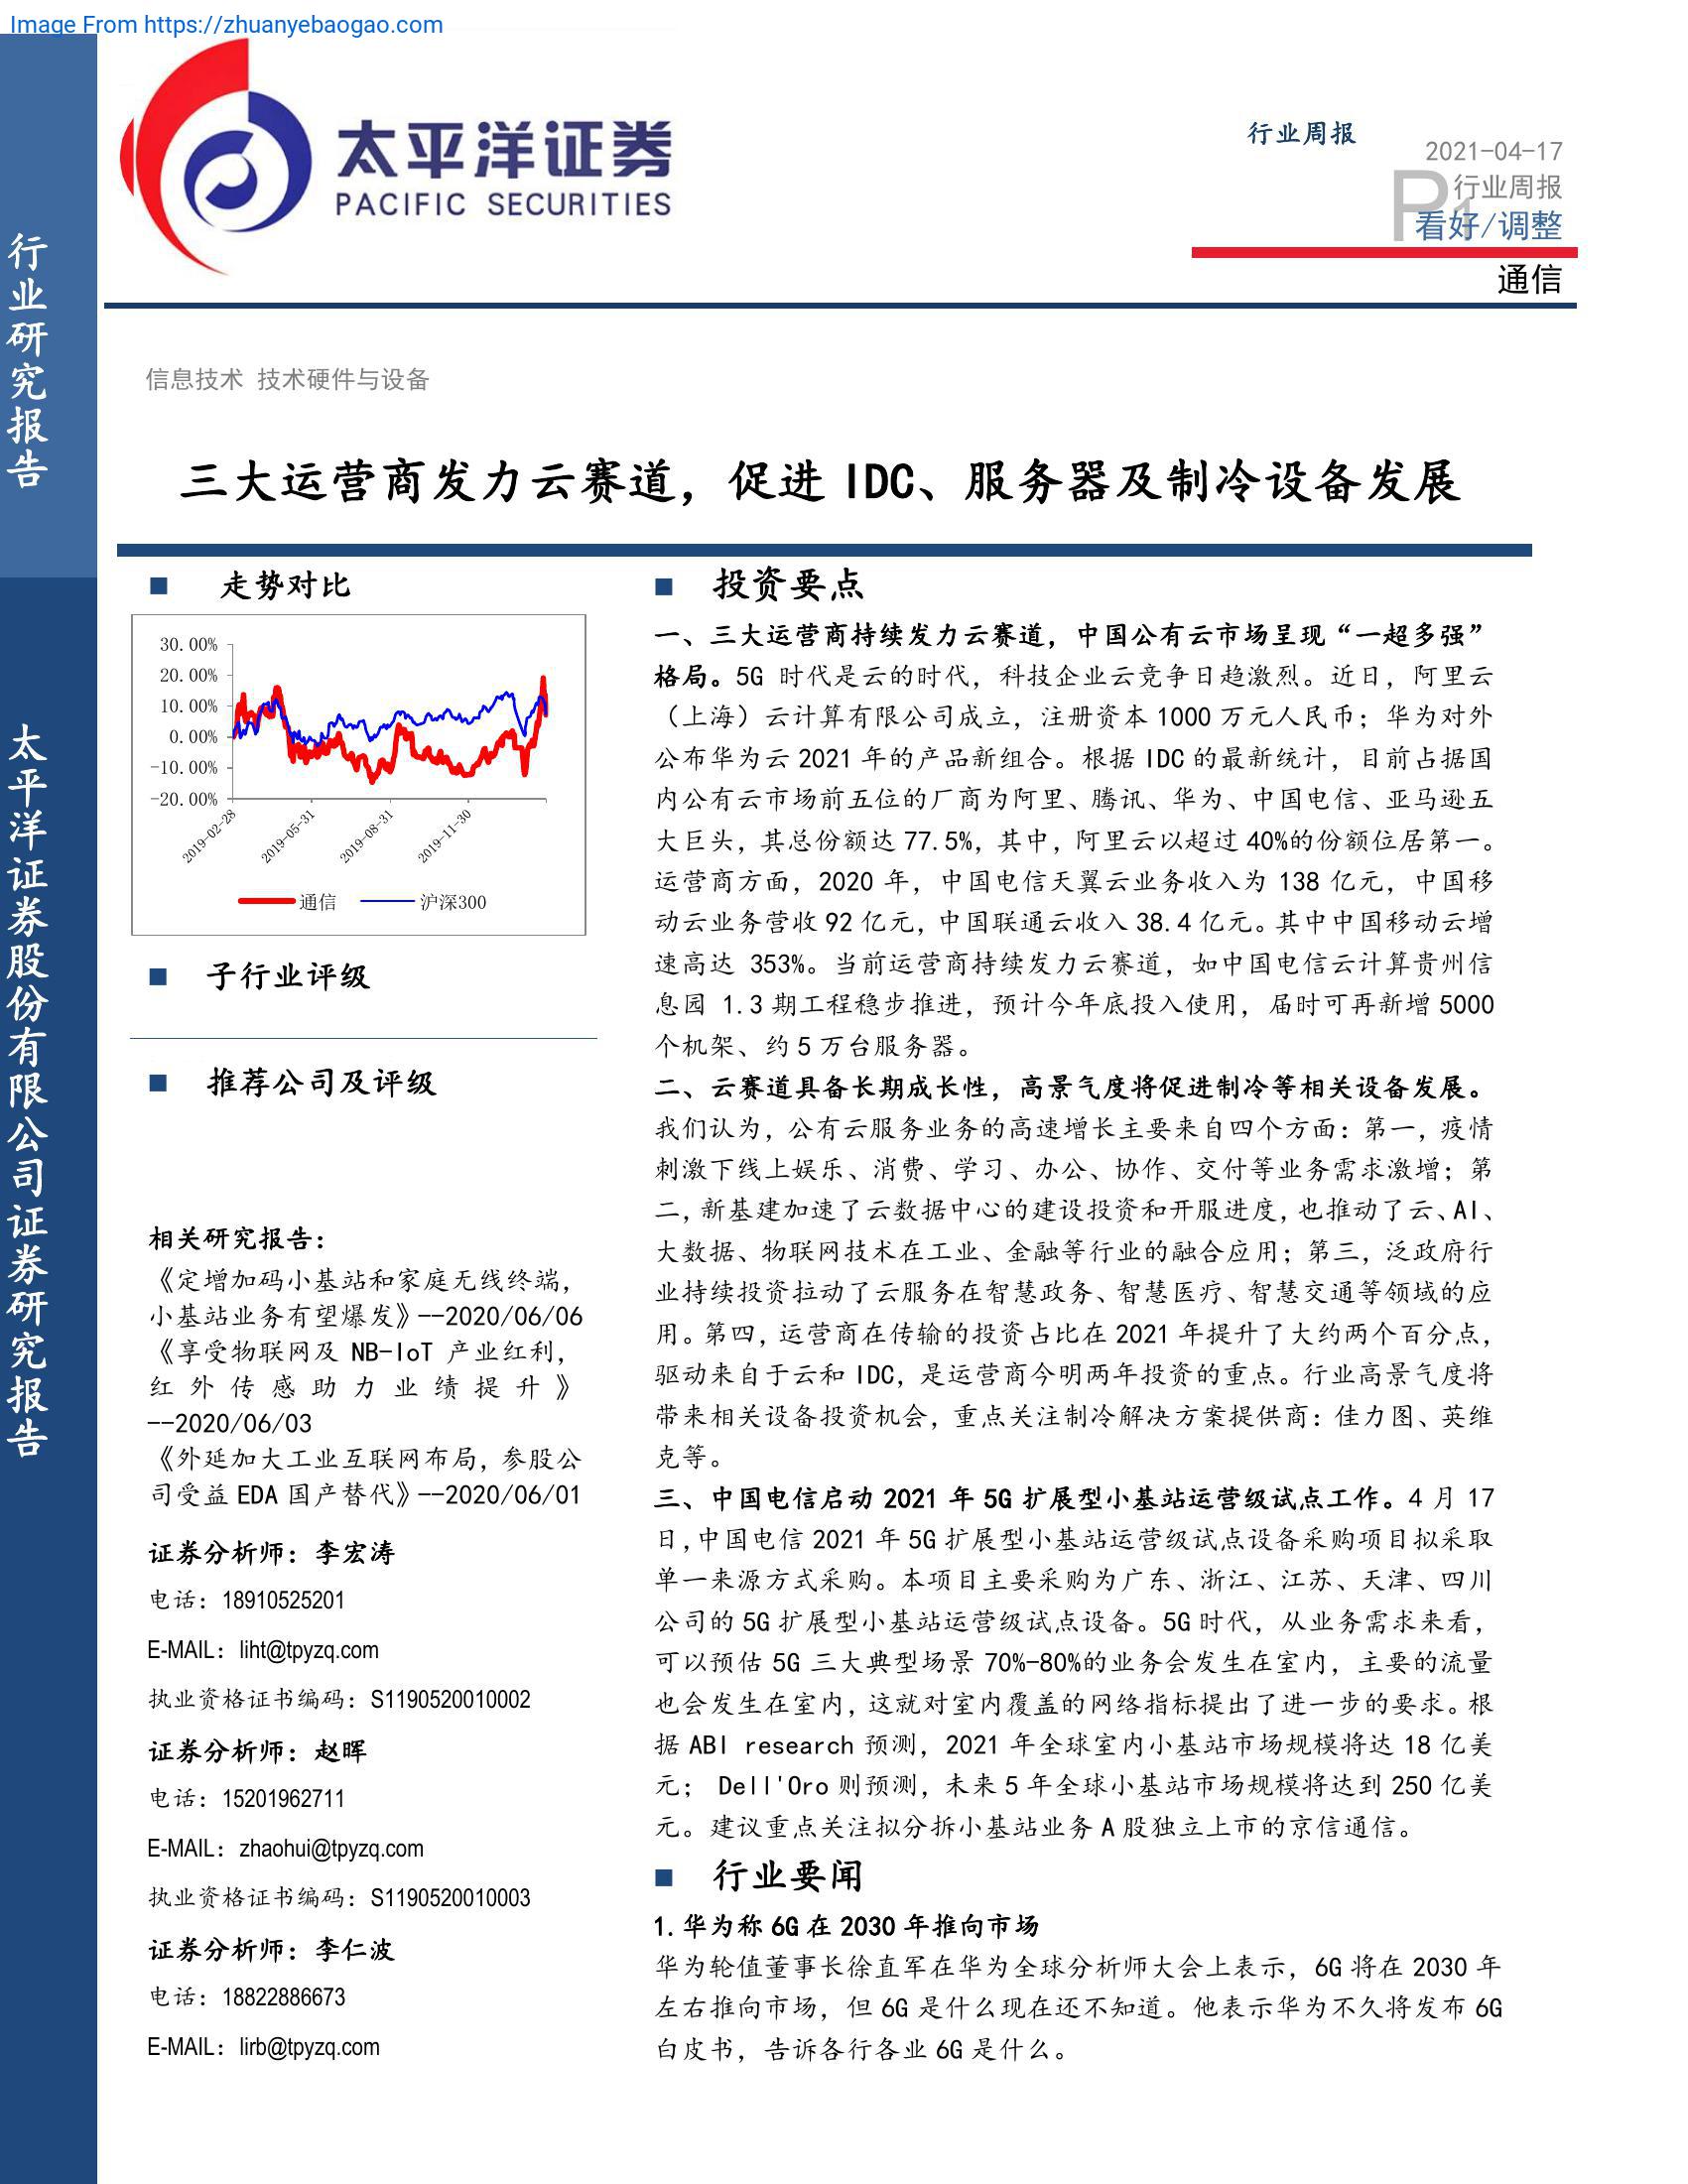 Image From https://zhuanyebaogao.com
太平洋证券
PACIFIC SECURITIES
行业周报
2021-04-17
P1
行业周报
看好/调整
通信
行业研究报告
太平洋证券股份有限公司证券研究报告
信息技术 技术硬件与设备
三大运营商发力云赛道，促进 IDC、服务器及制冷设备发展
■ 走势对比
30.00%
20.00%
10.00%
0.00%
-10.00%
-20.00%
2019-02-28
2019-05-31
2019-08-31
2019-11-30
通信
沪深300
■ 子行业评级
■ 推荐公司及评级
相关研究报告：
《定增加码小基站和家庭无线终端，
小基站业务有望爆发》--2020/06/06
《享受物联网及 NB-IoT 产业红利，
红外传感助力业绩提升》
--2020/06/03
《外延加大工业互联网布局，参股公
司受益 EDA 国产替代》--2020/06/01
证券分析师：李宏涛
电话：18910525201
E-MAIL：liht@tpyzq.com
执业资格证书编码：S1190520010002
证券分析师：赵晖
电话：15201962711
E-MAIL：zhaohui@tpyzq.com
执业资格证书编码：S1190520010003
证券分析师：李仁波
电话：18822886673
E-MAIL：lirb@tpyzq.com
■ 投资要点
一、三大运营商持续发力云赛道，中国公有云市场呈现“一超多强”
格局。5G 时代是云的时代，科技企业云竞争日趋激烈。近日，阿里云
（上海）云计算有限公司成立，注册资本 1000 万元人民币；华为对外
公布华为云 2021 年的产品新组合。根据 IDC 的最新统计，目前占据国
内公有云市场前五位的厂商为阿里、腾讯、华为、中国电信、亚马逊五
大巨头，其总份额达 77.5%，其中，阿里云以超过 40%的份额位居第一。
运营商方面，2020 年，中国电信天翼云业务收入为 138 亿元，中国移
动云业务营收 92 亿元，中国联通云收入 38.4 亿元。其中中国移动云增
速高达 353%。当前运营商持续发力云赛道，如中国电信云计算贵州信
息园 1.3 期工程稳步推进，预计今年底投入使用，届时可再新增 5000
个机架、约 5 万台服务器。
二、云赛道具备长期成长性，高景气度将促进制冷等相关设备发展。
我们认为，公有云服务业务的高速增长主要来自四个方面：第一，疫情
刺激下线上娱乐、消费、学习、办公、协作、交付等业务需求激增；第
二，新基建加速了云数据中心的建设投资和开服进度，也推动了云、AI、
大数据、物联网技术在工业、金融等行业的融合应用；第三，泛政府行
业持续投资拉动了云服务在智慧政务、智慧医疗、智慧交通等领域的应
用。第四，运营商在传输的投资占比在 2021 年提升了大约两个百分点，
驱动来自于云和 IDC，是运营商今明两年投资的重点。行业高景气度将
带来相关设备投资机会，重点关注制冷解决方案提供商：佳力图、英维
克等。
三、中国电信启动 2021 年 5G 扩展型小基站运营级试点工作。4 月 17
日，中国电信 2021 年 5G 扩展型小基站运营级试点设备采购项目拟采取
单一来源方式采购。本项目主要采购为广东、浙江、江苏、天津、四川
公司的 5G 扩展型小基站运营级试点设备。5G 时代，从业务需求来看，
可以预估 5G 三大典型场景 70%-80%的业务会发生在室内，主要的流量
也会发生在室内，这就对室内覆盖的网络指标提出了进一步的要求。根
据 ABI research 预测，2021 年全球室内小基站市场规模将达 18 亿美
元； Dell'Oro 则预测，未来 5 年全球小基站市场规模将达到 250 亿美
元。建议重点关注拟分拆小基站业务 A 股独立上市的京信通信。
■ 行业要闻
1.华为称 6G 在 2030 年推向市场
华为轮值董事长徐直军在华为全球分析师大会上表示，6G 将在 2030 年
左右推向市场，但 6G 是什么现在还不知道。他表示华为不久将发布 6G
白皮书，告诉各行各业 6G 是什么。